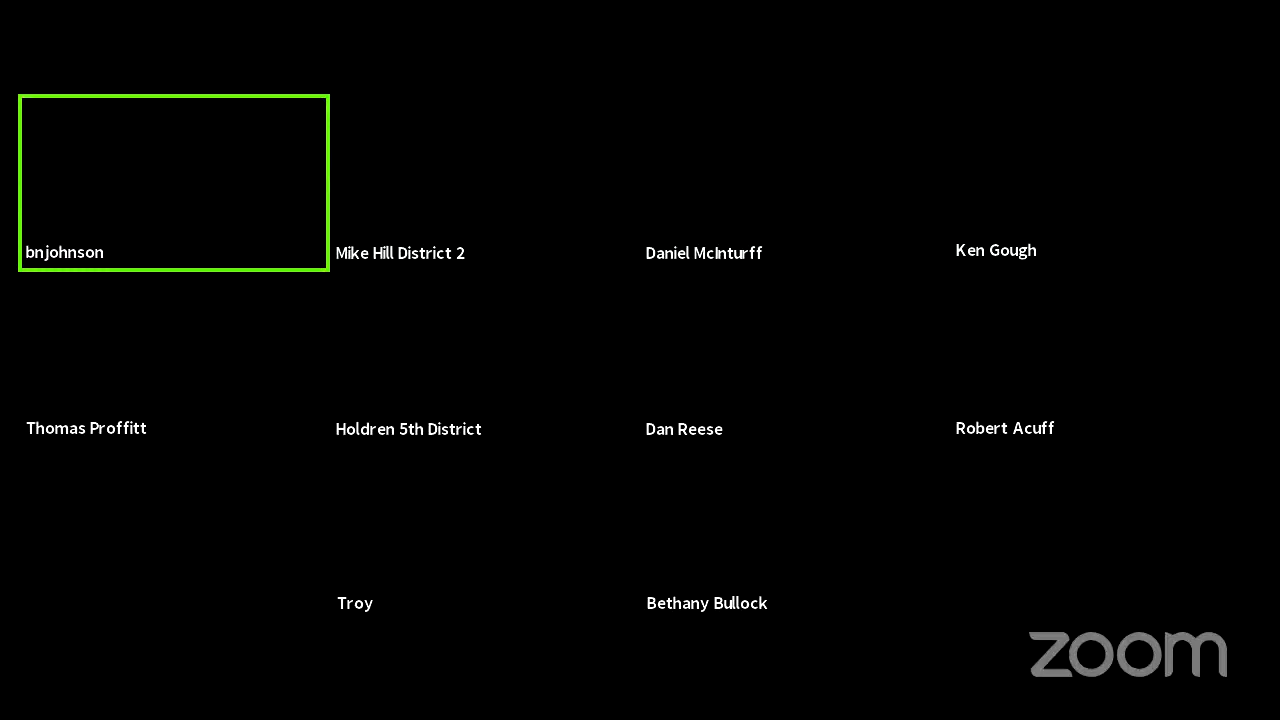 bnjohnson
Mike Hill District 2
Daniel McInturff
Ken Gough
Thomas Proffitt
Holdren 5th District
Dan Reese
Robert Acuff
Troy
Bethany Bullock
zoom